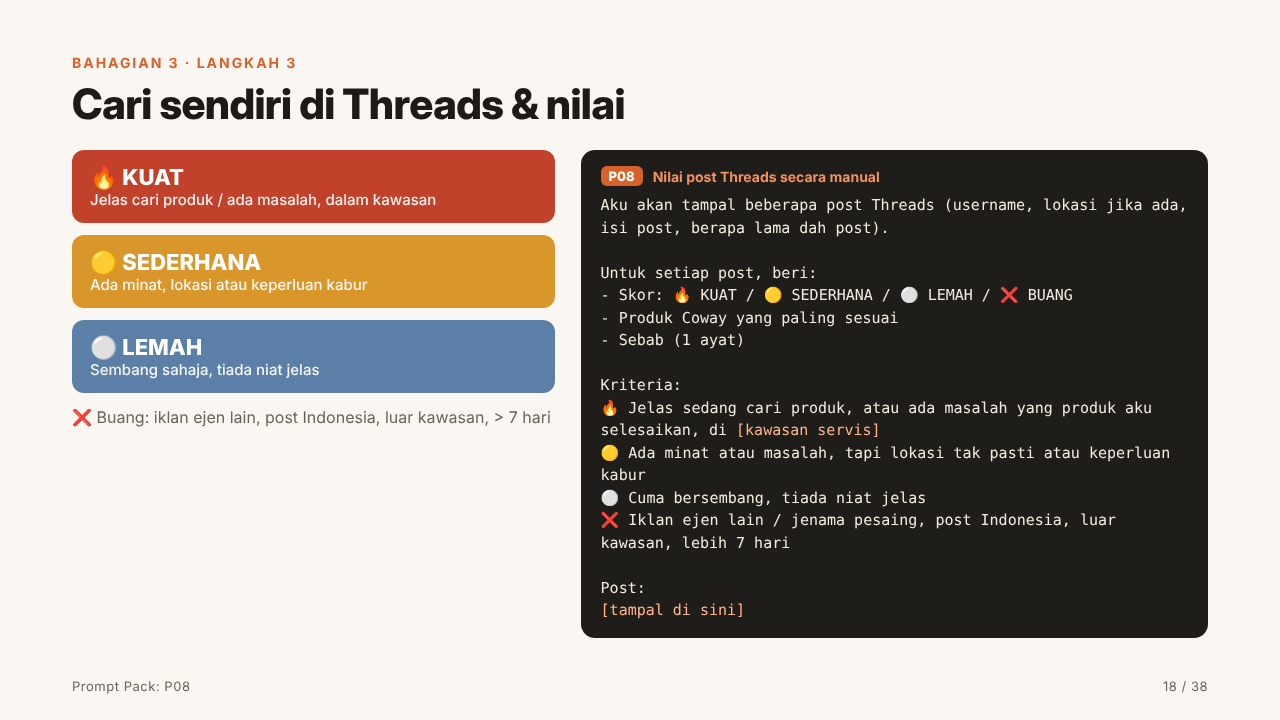 BAHAGIAN 3 · LANGKAH 3
Cari sendiri di Threads & nilai
🔥 KUAT
Jelas cari produk / ada masalah, dalam kawasan
🟡 SEDERHANA
Ada minat, lokasi atau keperluan kabur
⚪ LEMAH
Sembang sahaja, tiada niat jelas
❌ Buang: iklan ejen lain, post Indonesia, luar kawasan, > 7 hari
P08 Nilai post Threads secara manual
Aku akan tampal beberapa post Threads (username, lokasi jika ada,
isi post, berapa lama dah post).
Untuk setiap post, beri:
- Skor: 🔥 KUAT / 🟡 SEDERHANA / ⚪ LEMAH / ❌ BUANG
- Produk Coway yang paling sesuai
- Sebab (1 ayat)
Kriteria:
🔥 Jelas sedang cari produk, atau ada masalah yang produk aku
selesaikan, di [kawasan servis]
🟡 Ada minat atau masalah, tapi lokasi tak pasti atau keperluan
kabur
⚪ Cuma bersembang, tiada niat jelas
❌ Iklan ejen lain / jenama pesaing, post Indonesia, luar
kawasan, lebih 7 hari
Post:
[tampal di sini]
Prompt Pack: P08
18 / 38